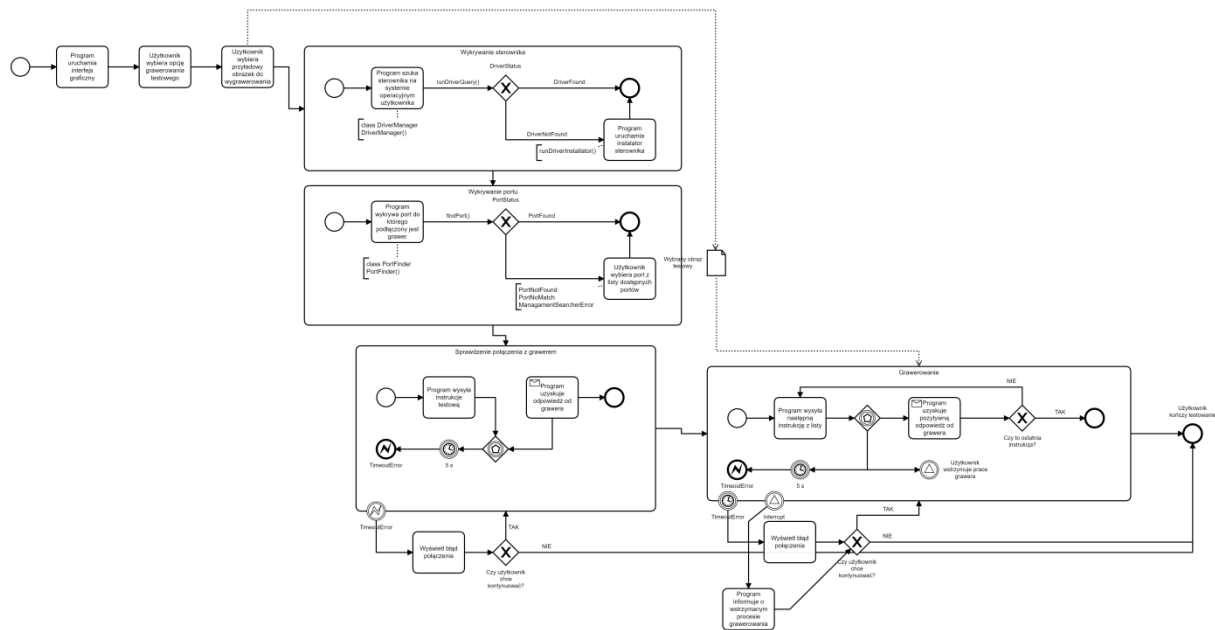 Program
uruchamia
interfejs
graficzny
Użytkownik
wybiera opcję
grawerowania
testowego
Użytkownik
wybiera
przyładowy
obrazek do
wygrawerowania
Wykrywanie sterownika
Program szuka
sterownika na
systemie
operacyjnym
użytkownika
runDriverQuery()
DriverStatus
DriverFound
class DriverManager
DriverManager()
DriverNotFound
runDriverInstallator()
Program
uruchamia
instalator
sterownika
Wykrywanie portu
Program
wykrywa port do
którego
podłączony jest
grawer
findPort()
PortStatus
PortFound
class PortFinder
PortFinder()
PortNotFound
PortNoMatch
ManagamentSearcherError
Użytkownik
wybiera port z
listy dostępnych
portów
Wybrany obraz
testowy
Sprawdzenie połączenia z grawerem
Program wysyła
instrukcje
testową
Program
uzyskuje
odpowiedź od
grawera
TimeoutError
5 s
TimeoutError
Wyświetl błąd
połączenia
TAK
NIE
Czy użytkownik
chce
kontynuować?
Grawerowanie
NIE
Program wysyła
następną
instrukcję z listy
Program
uzyskuje
pozytywną
odpowiedź od
grawera
TAK
Czy to ostatnia
instrukcja?
TimeoutError
5 s
Użytkownik
wstrzymuje prace
grawera
TimeoutError
Interrupt
Wyświetl błąd
połączenia
TAK
NIE
Czy użytkownik
chce
kontynuować?
Program
informuje o
wstrzymanym
procesie
grawerowania
Użytkownik
kończy testowanie